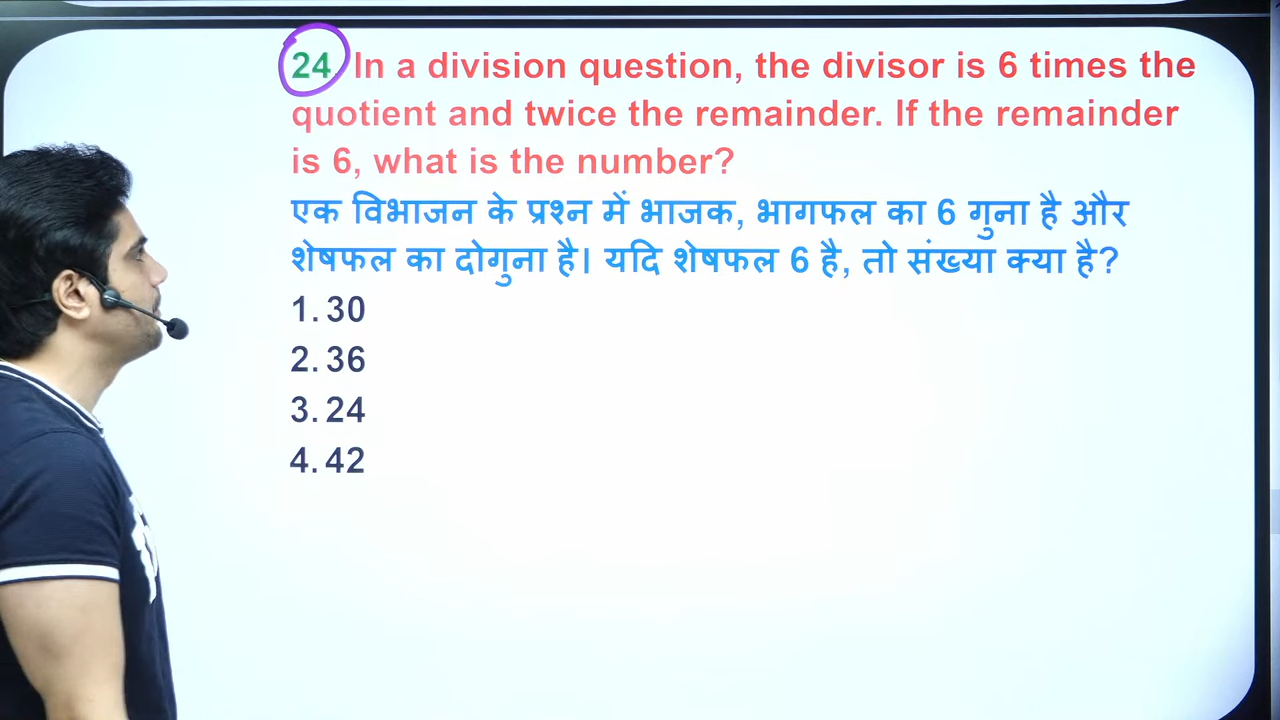 24 In a division question, the divisor is 6 times the
quotient and twice the remainder. If the remainder
is 6, what is the number?
एक विभाजन के प्रश्न में भाजक, भागफल का 6 गुना है और
शेषफल का दोगुना है। यदि शेषफल 6 है, तो संख्या क्या है?
1. 30
2. 36
3. 24
4. 42